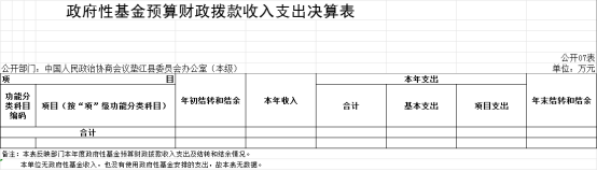 政府性基金预算财政拨款收入支出决算表
公开07表
公开部门：中国人民政治协商会议垫江县委员会办公室（本级） 单位：万元
项 目 年初结转和结余 本年收入 本年支出 年末结转和结余
功能分类科目编码 项目（按“项”级功能分类科目） 合计 基本支出 项目支出
合计
备注：本表反映部门本年度政府性基金预算财政拨款收入支出及结转和结余情况。
本单位无政府性基金收入，也没有使用政府性基金安排的支出，故本表无数据。